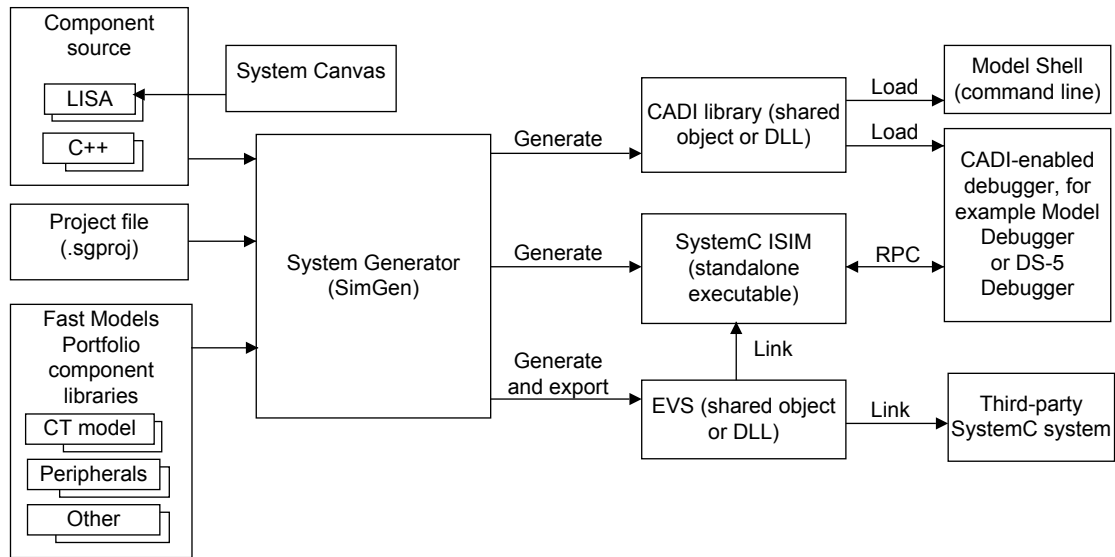 Component
source
LISA
C++
System Canvas
Project file
(.sgproj)
Fast Models
Portfolio
component
libraries
CT model
Peripherals
Other
System Generator
(SimGen)
Generate
Generate
Generate
and export
CADI library (shared
object or DLL)
SystemC ISIM
(standalone
executable)
Link
EVS (shared object
or DLL)
Load
Load
RPC
Link
Model Shell
(command line)
CADI-enabled
debugger, for
example Model
Debugger
or DS-5
Debugger
Third-party
SystemC system